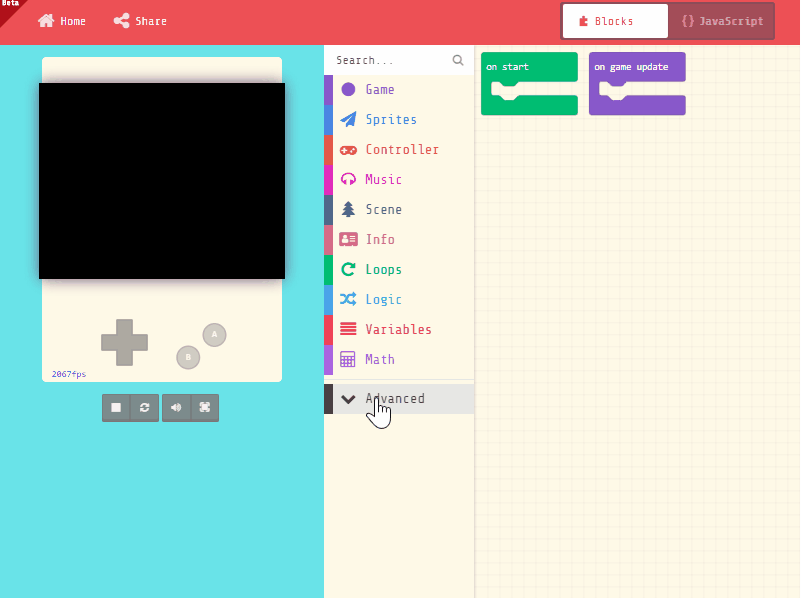 Beta
Home
Share
Blocks
{} JavaScript
Search...
Game
Sprites
Controller
Music
Scene
Info
Loops
Logic
Variables
Math
Advanced
on start
on game update
A
B
2067fps